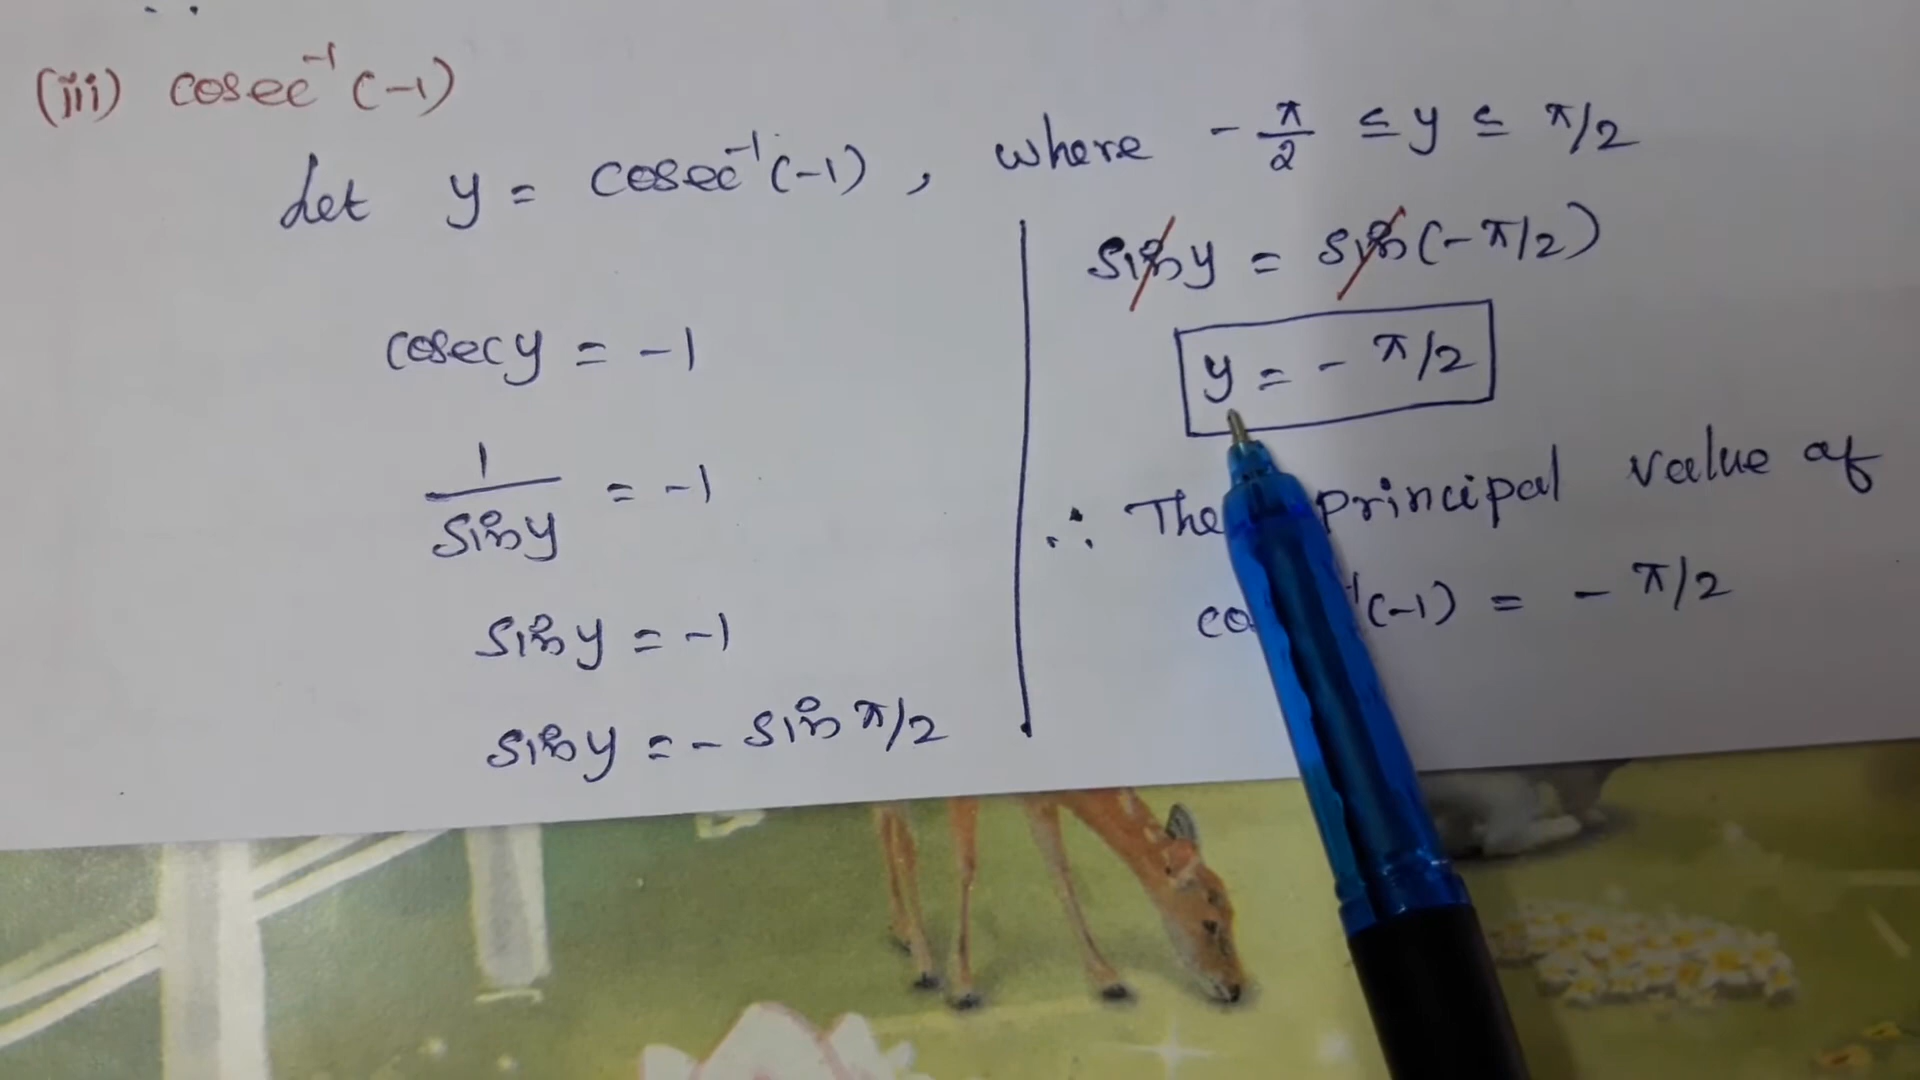 (iii) cosec⁻¹(-1)
Let y = cosec⁻¹(-1), where -π/2 ≤ y ≤ π/2
cosec y = -1
1/sin y = -1
sin y = -1
sin y = - sin π/2
sin y = sin(-π/2)
y = - π/2
∴ The principal value of
(-1) = - π/2